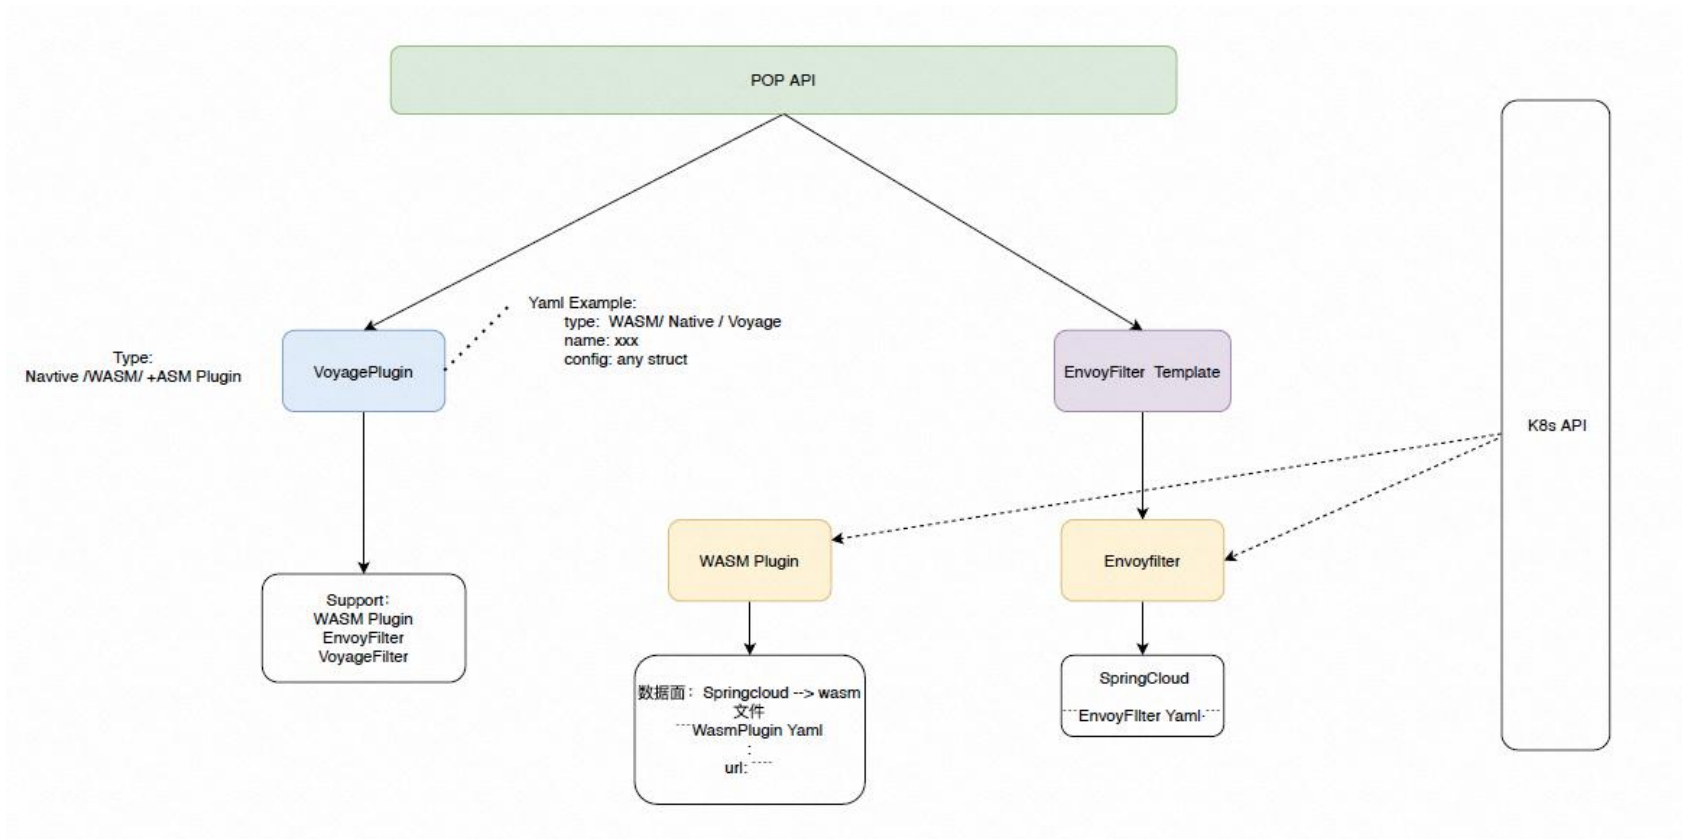 POP API
Yaml Example:
type: WASM/ Native / Voyage
name: xxx
config: any struct
Type:
Navtive /WASM/ +ASM Plugin
VoyagePlugin
EnvoyFilter Template
K8s API
WASM Plugin
Envoyfilter
Support:
WASM Plugin
EnvoyFilter
VoyageFilter
数据面：Springcloud --> wasm
文件
````WasmPlugin Yaml
:
url: ````
SpringCloud
````EnvoyFIlter Yaml·````